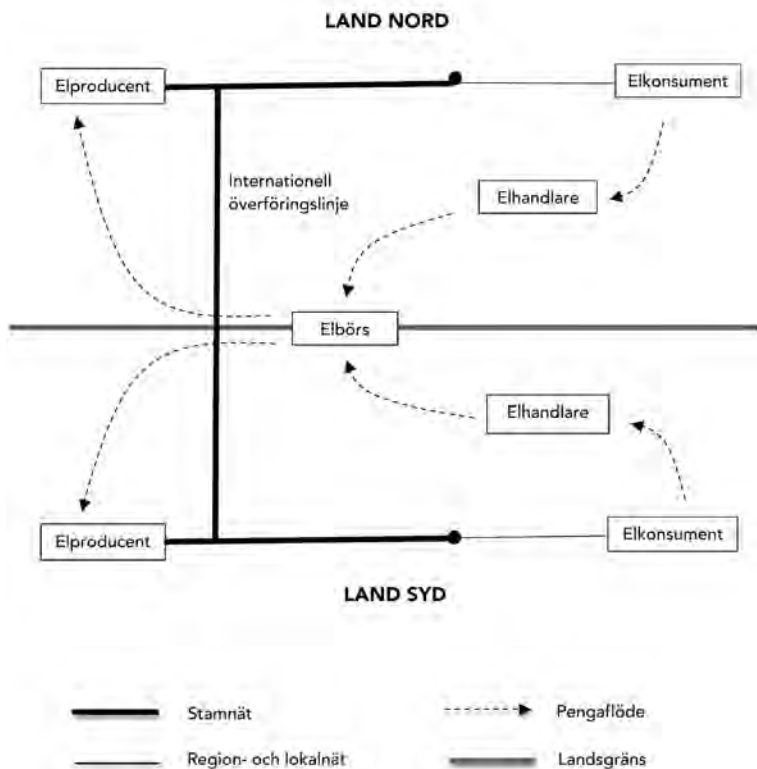 LAND NORD
Elproducent
Elkonsument
Internationell
överföringslinje
Elhandlare
Elbörs
Elhandlare
Elproducent
Elkonsument
LAND SYD
Stamnät
Pengaflöde
Region- och lokalnät
Landsgräns